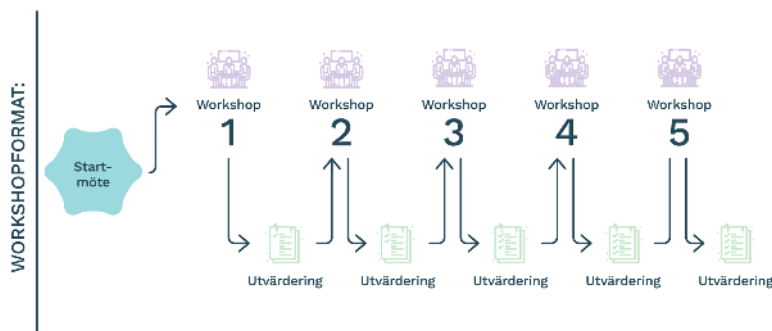 WORKSHOPFORMAT:
Start-
möte
Workshop
1
Workshop
2
Workshop
3
Workshop
4
Workshop
5
Utvärdering
Utvärdering
Utvärdering
Utvärdering
Utvärdering